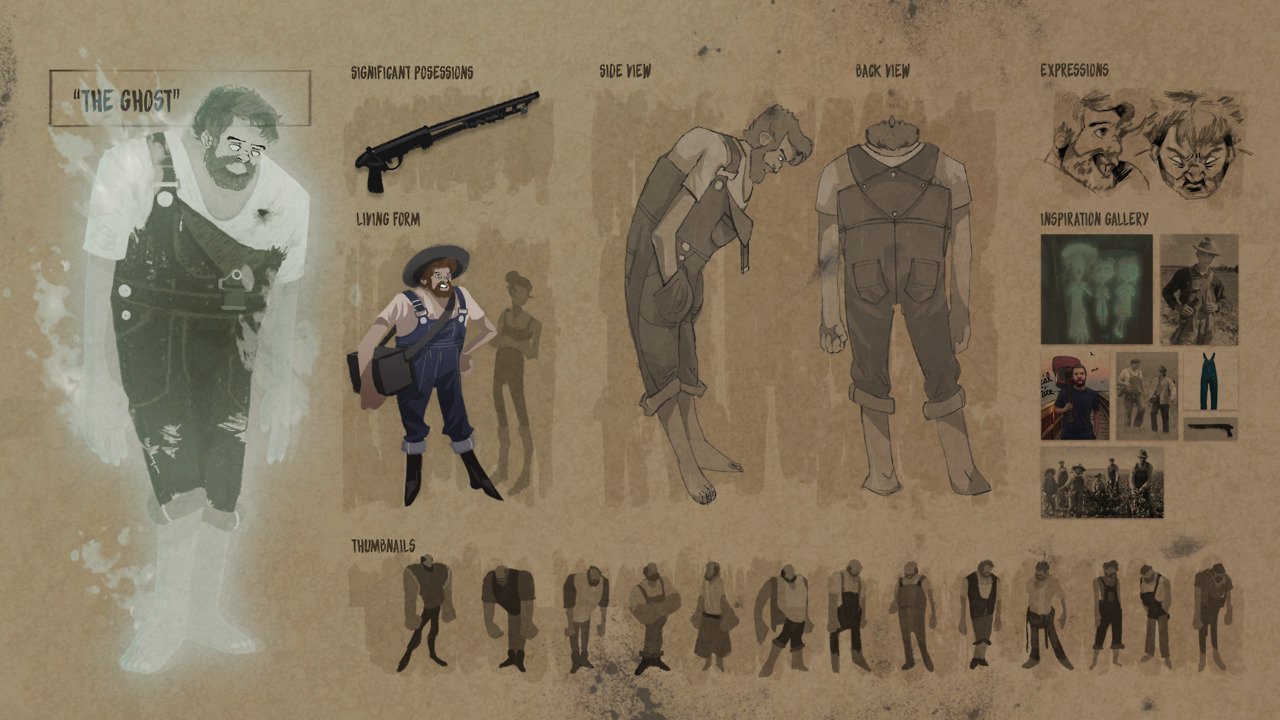 "THE GHOST"
SIGNIFICANT POSESSIONS
SIDE VIEW
BACK VIEW
EXPRESSIONS
LIVING FORM
INSPIRATION GALLERY
THUMBNAILS